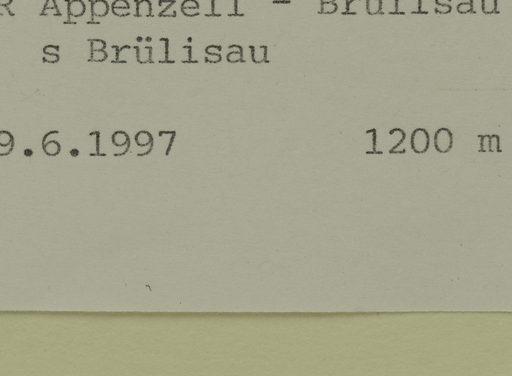 R Appenzell - Brülisau
s Brülisau
9.6.1997 1200 m